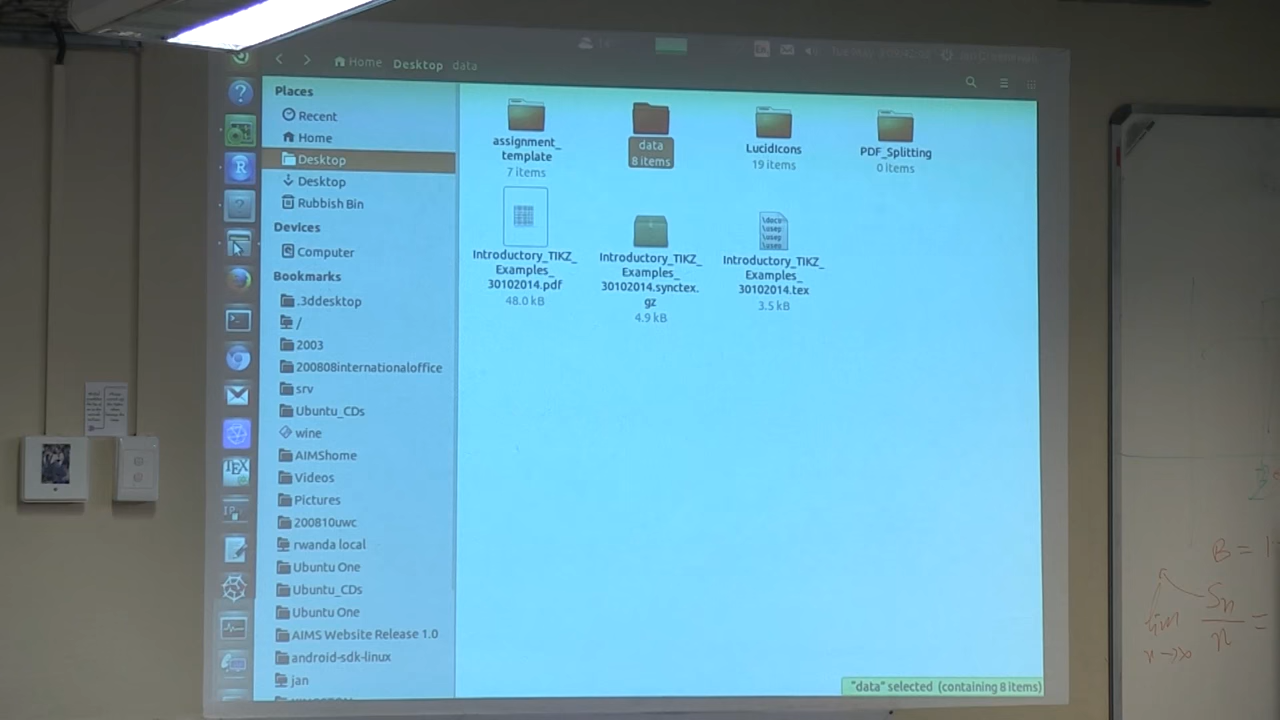 Home Desktop data
Places
Recent
Home
Desktop
Desktop
Rubbish Bin
Devices
Computer
Bookmarks
.3ddesktop
/
2003
200808internationaloffice
srv
Ubuntu_CDs
wine
AIMShome
Videos
Pictures
200810uwc
rwanda local
Ubuntu One
Ubuntu_CDs
Ubuntu One
AIMS Website Release 1.0
android-sdk-linux
jan
assignment_
template
7 items
data
8 items
LucidIcons
19 items
PDF_Splitting
0 items
Introductory_TIKZ_
Examples_
30102014.pdf
48.0 kB
Introductory_TIKZ_
Examples_
30102014.synctex.
gz
4.9 kB
Introductory_TIKZ_
Examples_
30102014.tex
3.5 kB
"data" selected (containing 8 items)
TEX
B = 1
lim Sn =
n→∞ n